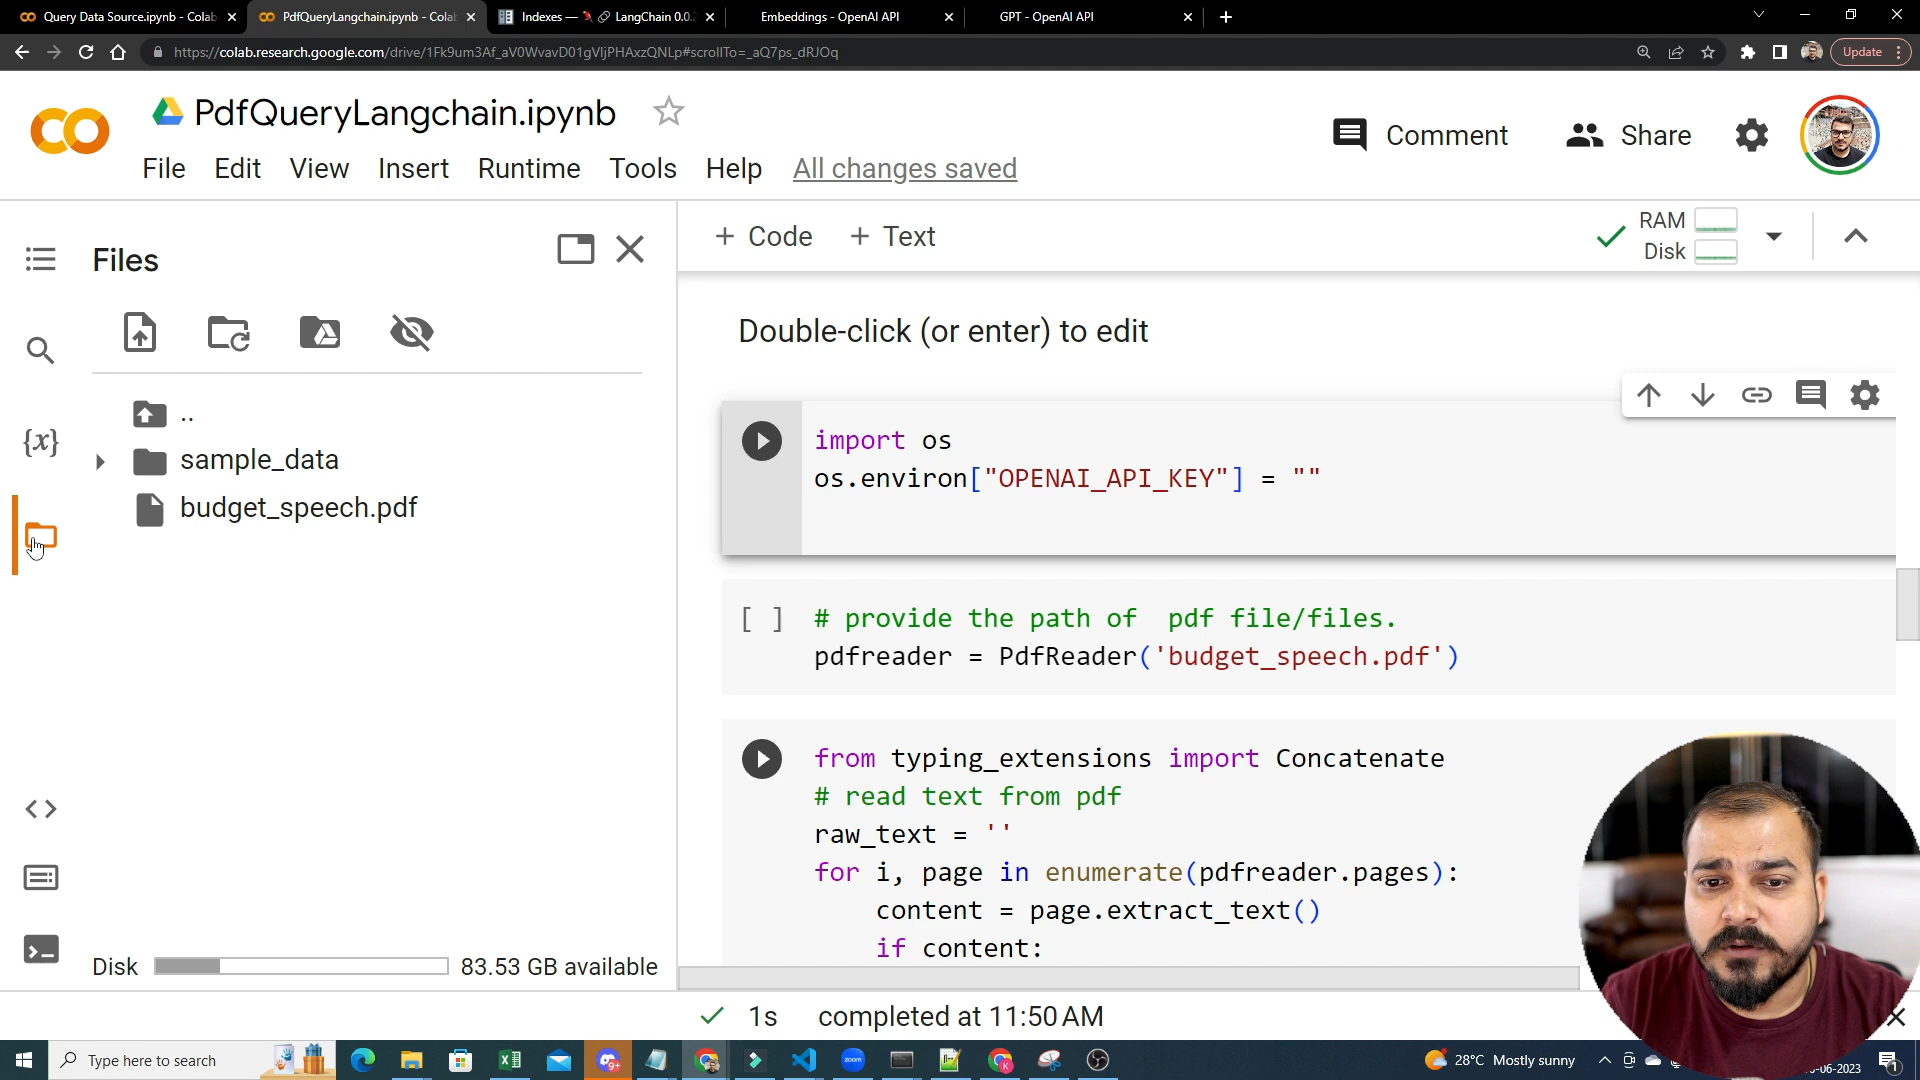 Query Data Source.ipynb - Colab
PdfQueryLangchain.ipynb - Colab
Indexes — LangChain 0.0.
Embeddings - OpenAI API
GPT - OpenAI API
https://colab.research.google.com/drive/1Fk9um3Af_aV0WvavD01gVljPHAxzQNLp#scrollTo=_aQ7ps_dRJOq
Update
PdfQueryLangchain.ipynb
Comment
Share
File Edit View Insert Runtime Tools Help All changes saved
Files
+ Code + Text
RAM
Disk
Double-click (or enter) to edit
..
{x}
sample_data
budget_speech.pdf
import os
os.environ["OPENAI_API_KEY"] = ""
[ ] # provide the path of  pdf file/files.
pdfreader = PdfReader('budget_speech.pdf')
from typing_extensions import Concatenate
# read text from pdf
raw_text = ''
for i, page in enumerate(pdfreader.pages):
content = page.extract_text()
if content:
Disk 83.53 GB available
1s completed at 11:50 AM
Type here to search
9+
zoom
K
28°C Mostly sunny
-06-2023
1